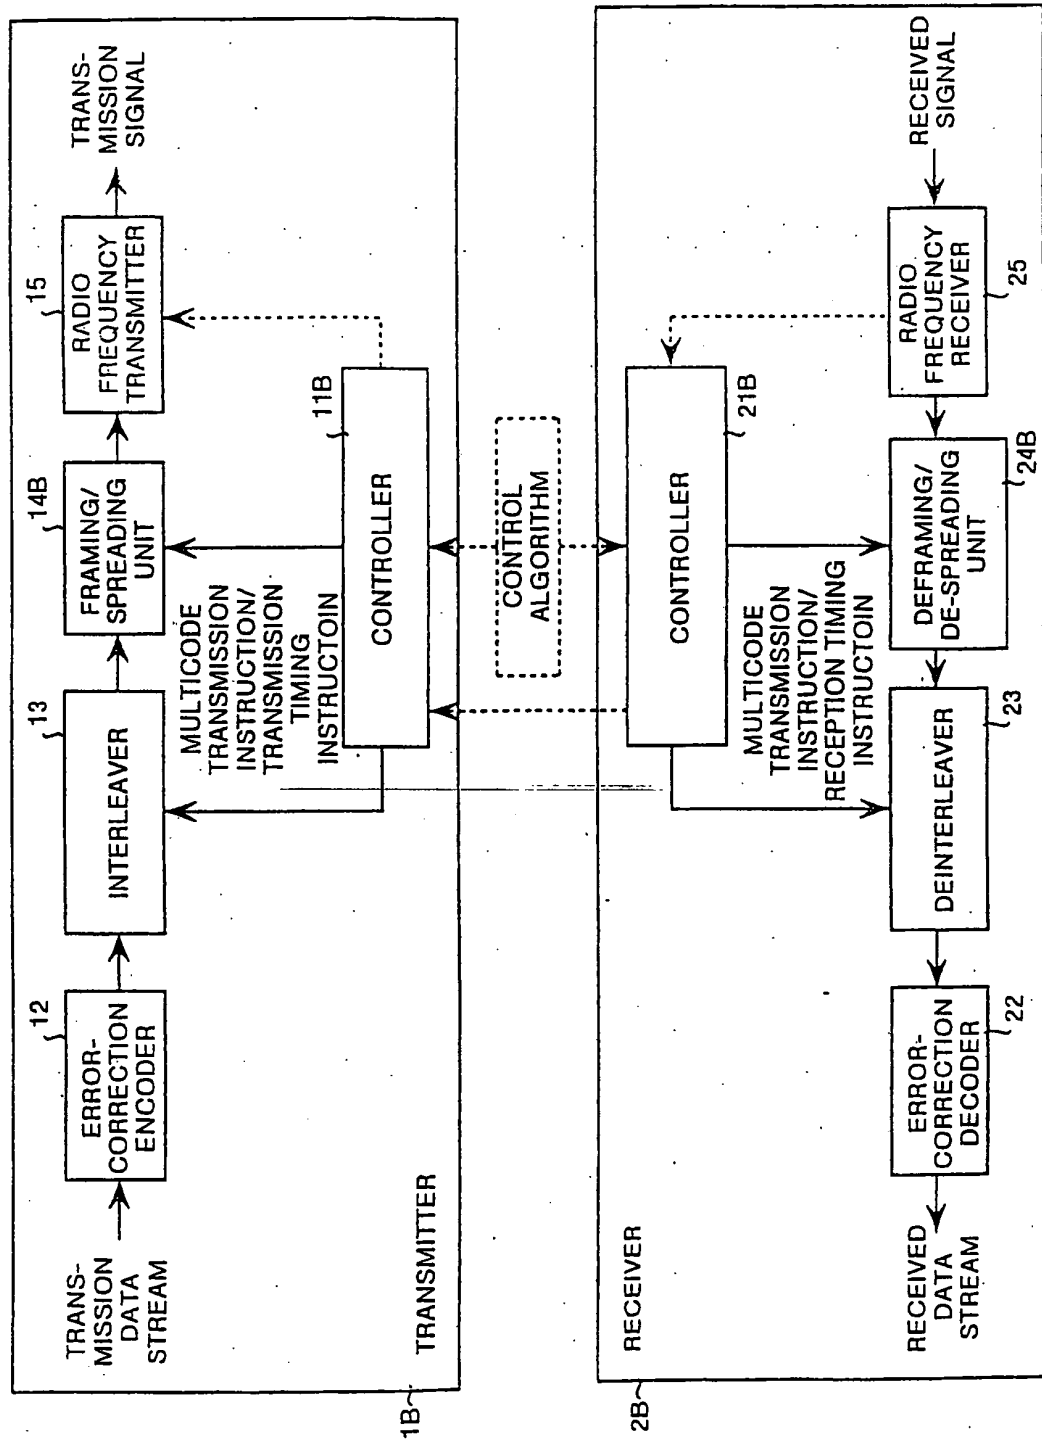 1B
TRANSMITTER
TRANS-
MISSION
DATA
STREAM
12
ERROR-
CORRECTION
ENCODER
13
INTERLEAVER
14B
FRAMING/
SPREADING
UNIT
15
RADIO
FREQUENCY
TRANSMITTER
TRANS-
MISSION
SIGNAL
MULTICODE
TRANSMISSION
INSTRUCTION/
TRANSMISSION
TIMING
INSTRUCTOIN
11B
CONTROLLER
CONTROL
ALGORITHM
2B
RECEIVER
21B
CONTROLLER
MULTICODE
TRANSMISSION
INSTRUCTION/
RECEPTION TIMING
INSTRUCTOIN
RECEIVED
DATA
STREAM
ERROR-
CORRECTION
DECODER
22
DEINTERLEAVER
23
DEFRAMING/
DE-SPREADING
UNIT
24B
RADIO
FREQUENCY
RECEIVER
25
RECEIVED
SIGNAL